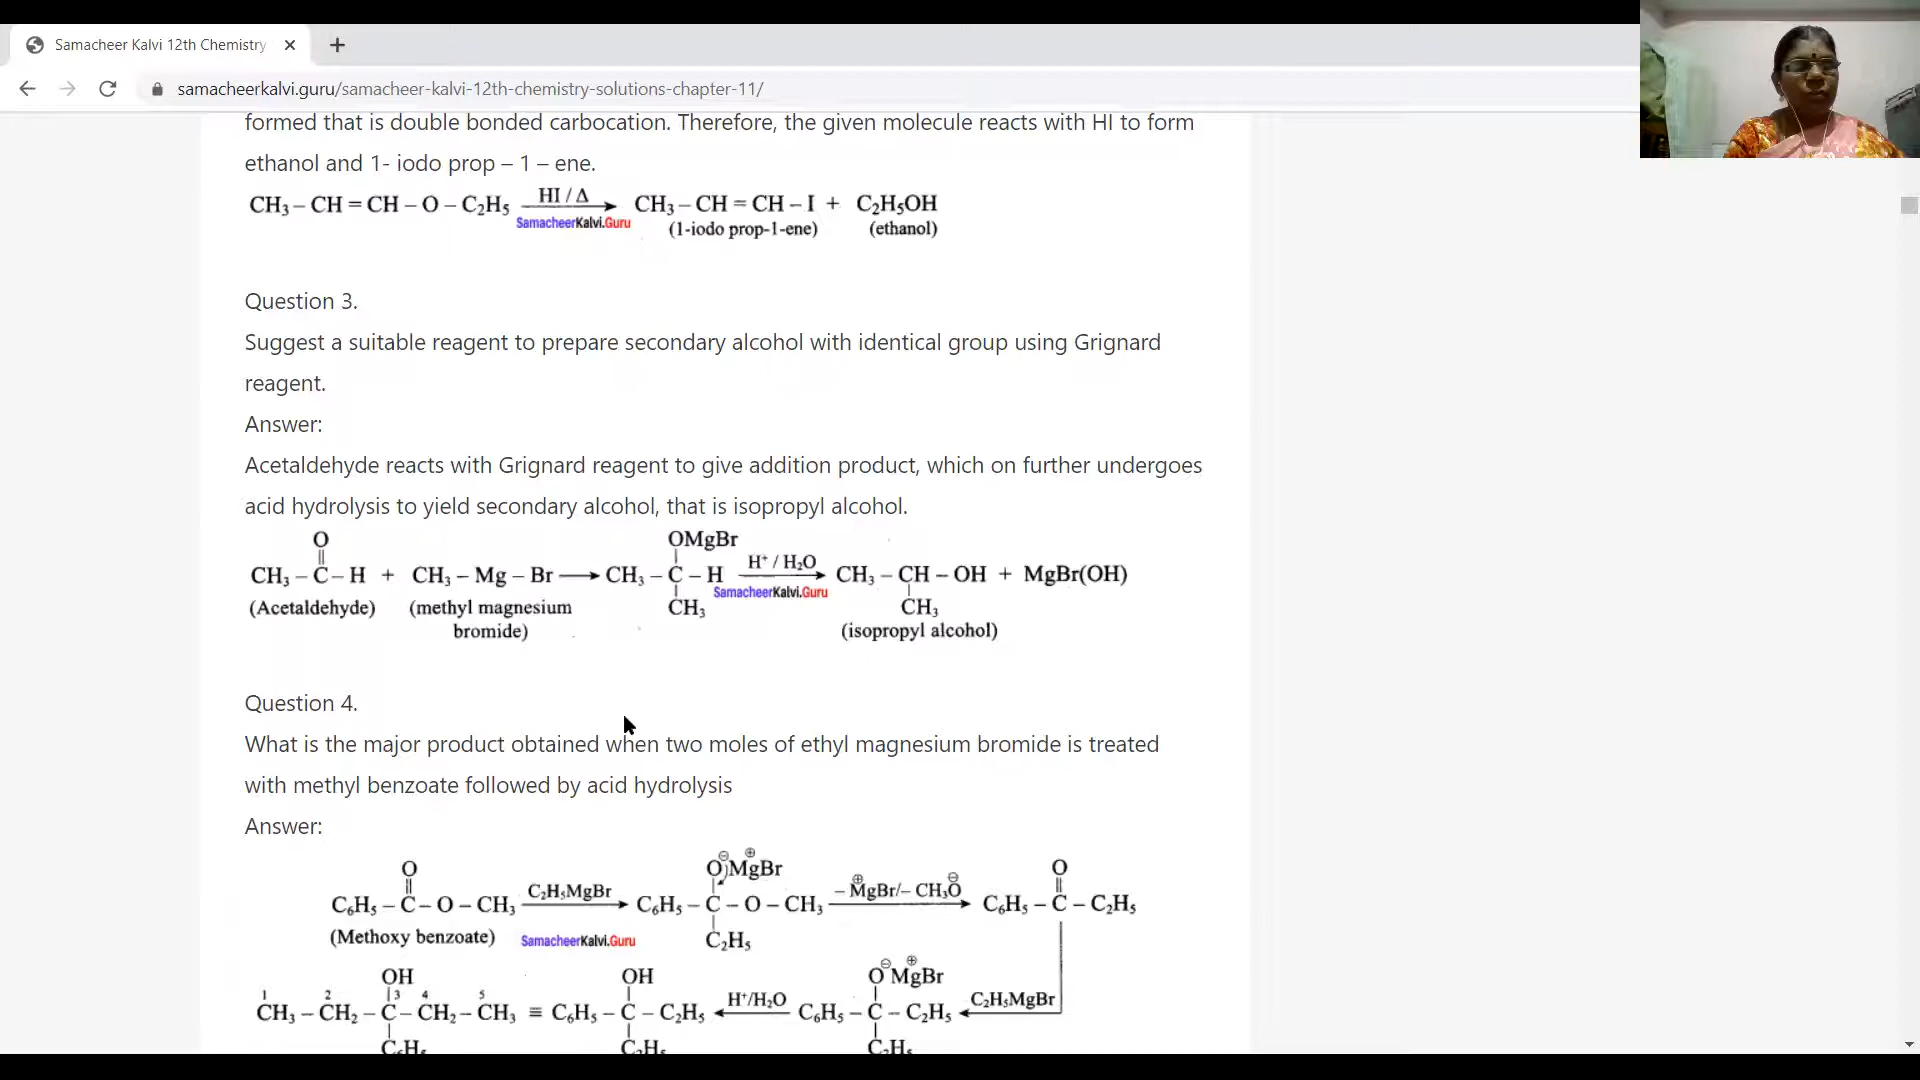 Samacheer Kalvi 12th Chemistry
samacheerkalvi.guru/samacheer-kalvi-12th-chemistry-solutions-chapter-11/
formed that is double bonded carbocation. Therefore, the given molecule reacts with HI to form
ethanol and 1- iodo prop – 1 – ene.
CH₃ – CH = CH – O – C₂H₅ HI / Δ → CH₃ – CH = CH – I + C₂H₅OH
SamacheerKalvi.Guru (1-iodo prop-1-ene) (ethanol)
Question 3.
Suggest a suitable reagent to prepare secondary alcohol with identical group using Grignard
reagent.
Answer:
Acetaldehyde reacts with Grignard reagent to give addition product, which on further undergoes
acid hydrolysis to yield secondary alcohol, that is isopropyl alcohol.
O OMgBr
CH₃ – C – H + CH₃ – Mg – Br → CH₃ – C – H H⁺ / H₂O → CH₃ – CH – OH + MgBr(OH)
SamacheerKalvi.Guru
(Acetaldehyde) (methyl magnesium CH₃ CH₃
bromide) (isopropyl alcohol)
Question 4.
What is the major product obtained when two moles of ethyl magnesium bromide is treated
with methyl benzoate followed by acid hydrolysis
Answer:
O O⊖ ⊕MgBr O
C₆H₅ – C – O – CH₃ C₂H₅MgBr → C₆H₅ – C – O – CH₃ – ⊕MgBr/– CH₃O⊖ → C₆H₅ – C – C₂H₅
(Methoxy benzoate) SamacheerKalvi.Guru C₂H₅
OH OH O⊖ ⊕MgBr
1 2 3 4 5
CH₃ – CH₂ – C – CH₂ – CH₃ ≡ C₆H₅ – C – C₂H₅ ← H⁺/H₂O C₆H₅ – C – C₂H₅ ← C₂H₅MgBr
C₆H₅ C₂H₅ C₂H₅